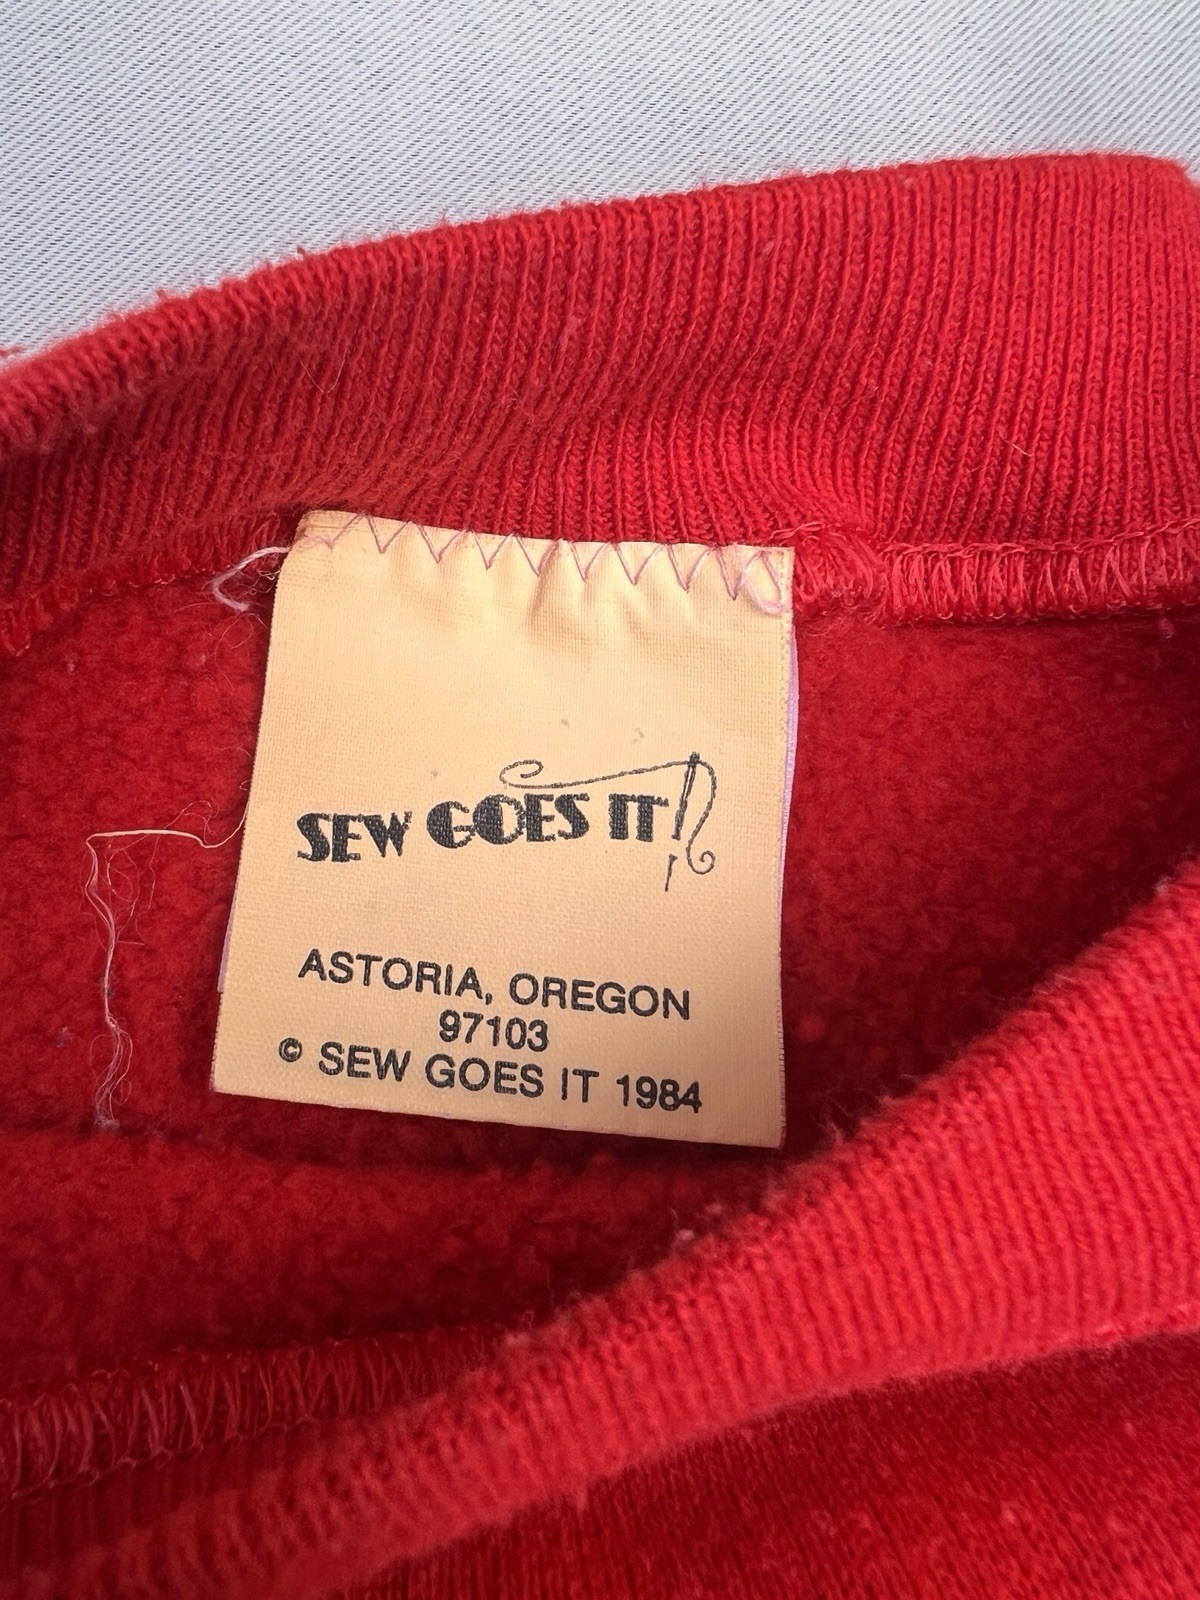 SEW GOES IT
ASTORIA, OREGON
97103
© SEW GOES IT 1984